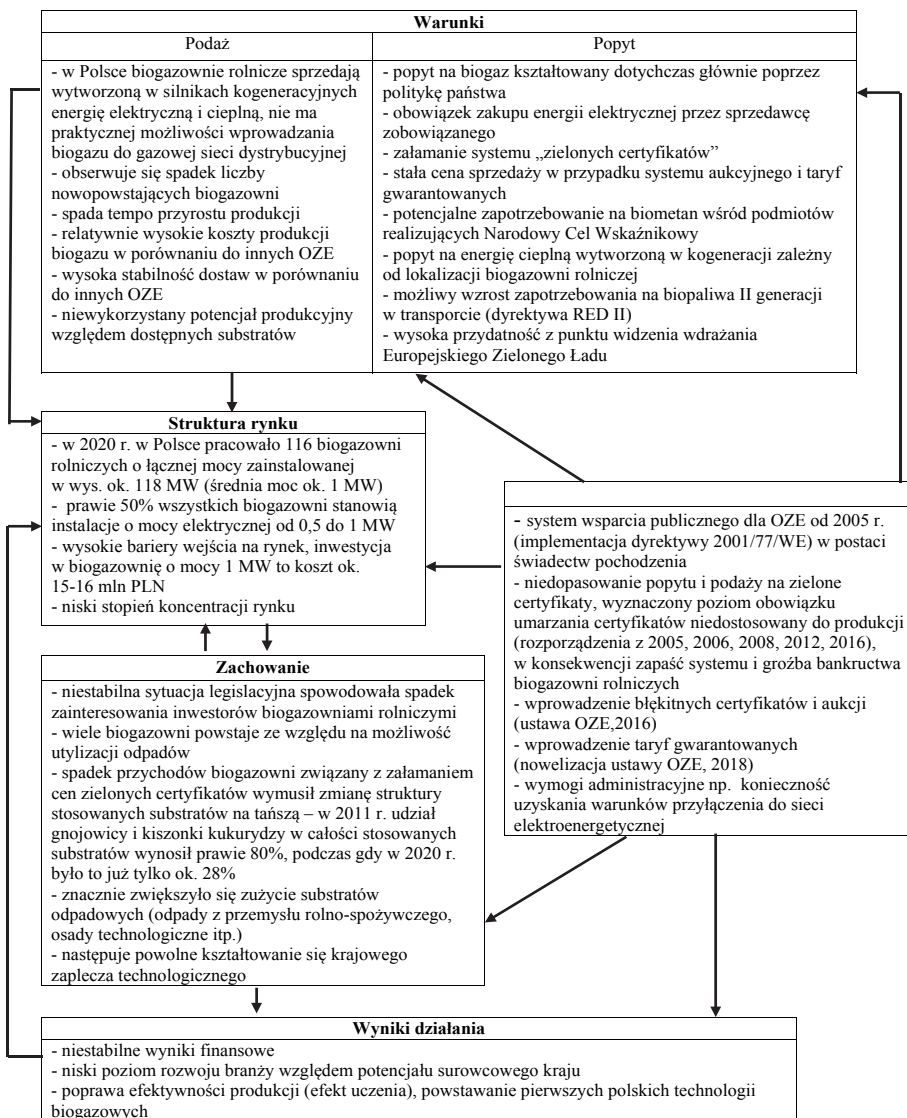 Warunki
Podaż
- w Polsce biogazownie rolnicze sprzedają
wytworzoną w silnikach kogeneracyjnych
energię elektryczną i cieplną, nie ma
praktycznej możliwości wprowadzania
biogazu do gazowej sieci dystrybucyjnej
- obserwuje się spadek liczby
nowopowstających biogazowni
- spada tempo przyrostu produkcji
- relatywnie wysokie koszty produkcji
biogazu w porównaniu do innych OZE
- wysoka stabilność dostaw w porównaniu
do innych OZE
- niewykorzystany potencjał produkcyjny
względem dostępnych substratów
Popyt
- popyt na biogaz kształtowany dotychczas głównie poprzez
politykę państwa
- obowiązek zakupu energii elektrycznej przez sprzedawcę
zobowiązanego
- załamanie systemu „zielonych certyfikatów”
- stała cena sprzedaży w przypadku systemu aukcyjnego i taryf
gwarantowanych
- potencjalne zapotrzebowanie na biometan wśród podmiotów
realizujących Narodowy Cel Wskaźnikowy
- popyt na energię cieplną wytworzoną w kogeneracji zależny
od lokalizacji biogazowni rolniczej
- możliwy wzrost zapotrzebowania na biopaliwa II generacji
w transporcie (dyrektywa RED II)
- wysoka przydatność z punktu widzenia wdrażania
Europejskiego Zielonego Ładu
Struktura rynku
- w 2020 r. w Polsce pracowało 116 biogazowni
rolniczych o łącznej mocy zainstalowanej
w wys. ok. 118 MW (średnia moc ok. 1 MW)
- prawie 50% wszystkich biogazowni stanowią
instalacje o mocy elektrycznej od 0,5 do 1 MW
- wysokie bariery wejścia na rynek, inwestycja
w biogazownię o mocy 1 MW to koszt ok.
15-16 mln PLN
- niski stopień koncentracji rynku
- system wsparcia publicznego dla OZE od 2005 r.
(implementacja dyrektywy 2001/77/WE) w postaci
świadectw pochodzenia
- niedopasowanie popytu i podaży na zielone
certyfikaty, wyznaczony poziom obowiązku
umarzania certyfikatów niedostosowany do produkcji
(rozporządzenia z 2005, 2006, 2008, 2012, 2016),
w konsekwencji zapaść systemu i groźba bankructwa
biogazowni rolniczych
- wprowadzenie błękitnych certyfikatów i aukcji
(ustawa OZE,2016)
- wprowadzenie taryf gwarantowanych
(nowelizacja ustawy OZE, 2018)
- wymogi administracyjne np. konieczność
uzyskania warunków przyłączenia do sieci
elektroenergetycznej
Zachowanie
- niestabilna sytuacja legislacyjna spowodowała spadek
zainteresowania inwestorów biogazowniami rolniczymi
- wiele biogazowni powstaje ze względu na możliwość
utylizacji odpadów
- spadek przychodów biogazowni związany z załamaniem
cen zielonych certyfikatów wymusił zmianę struktury
stosowanych substratów na tańszą – w 2011 r. udział
gnojowicy i kiszonki kukurydzy w całości stosowanych
substratów wynosił prawie 80%, podczas gdy w 2020 r.
było to już tylko ok. 28%
- znacznie zwiększyło się zużycie substratów
odpadowych (odpady z przemysłu rolno-spożywczego,
osady technologiczne itp.)
- następuje powolne kształtowanie się krajowego
zaplecza technologicznego
Wyniki działania
- niestabilne wyniki finansowe
- niski poziom rozwoju branży względem potencjału surowcowego kraju
- poprawa efektywności produkcji (efekt uczenia), powstawanie pierwszych polskich technologii
biogazowych